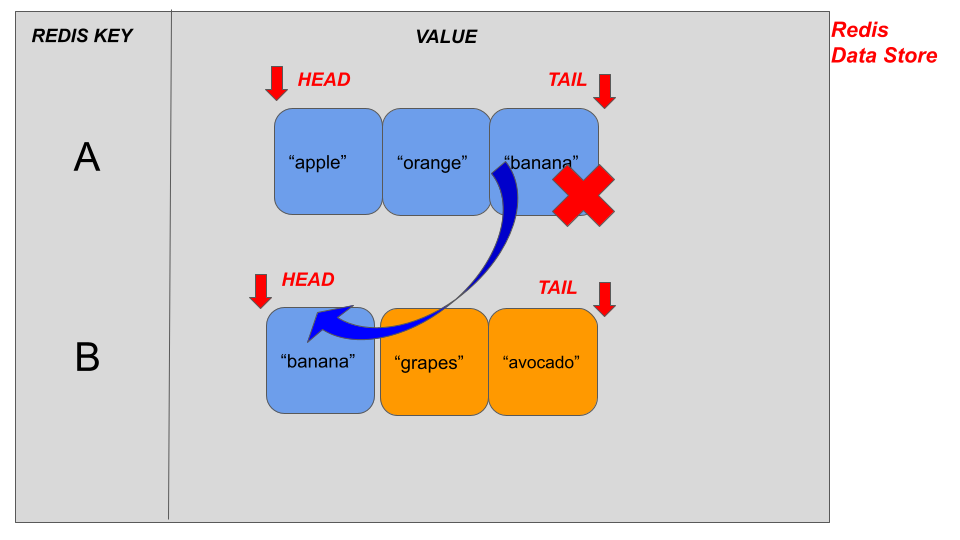 REDIS KEY
VALUE
Redis
Data Store
HEAD
TAIL
A
“apple”
“orange”
“banana”
HEAD
TAIL
B
“banana”
“grapes”
“avocado”